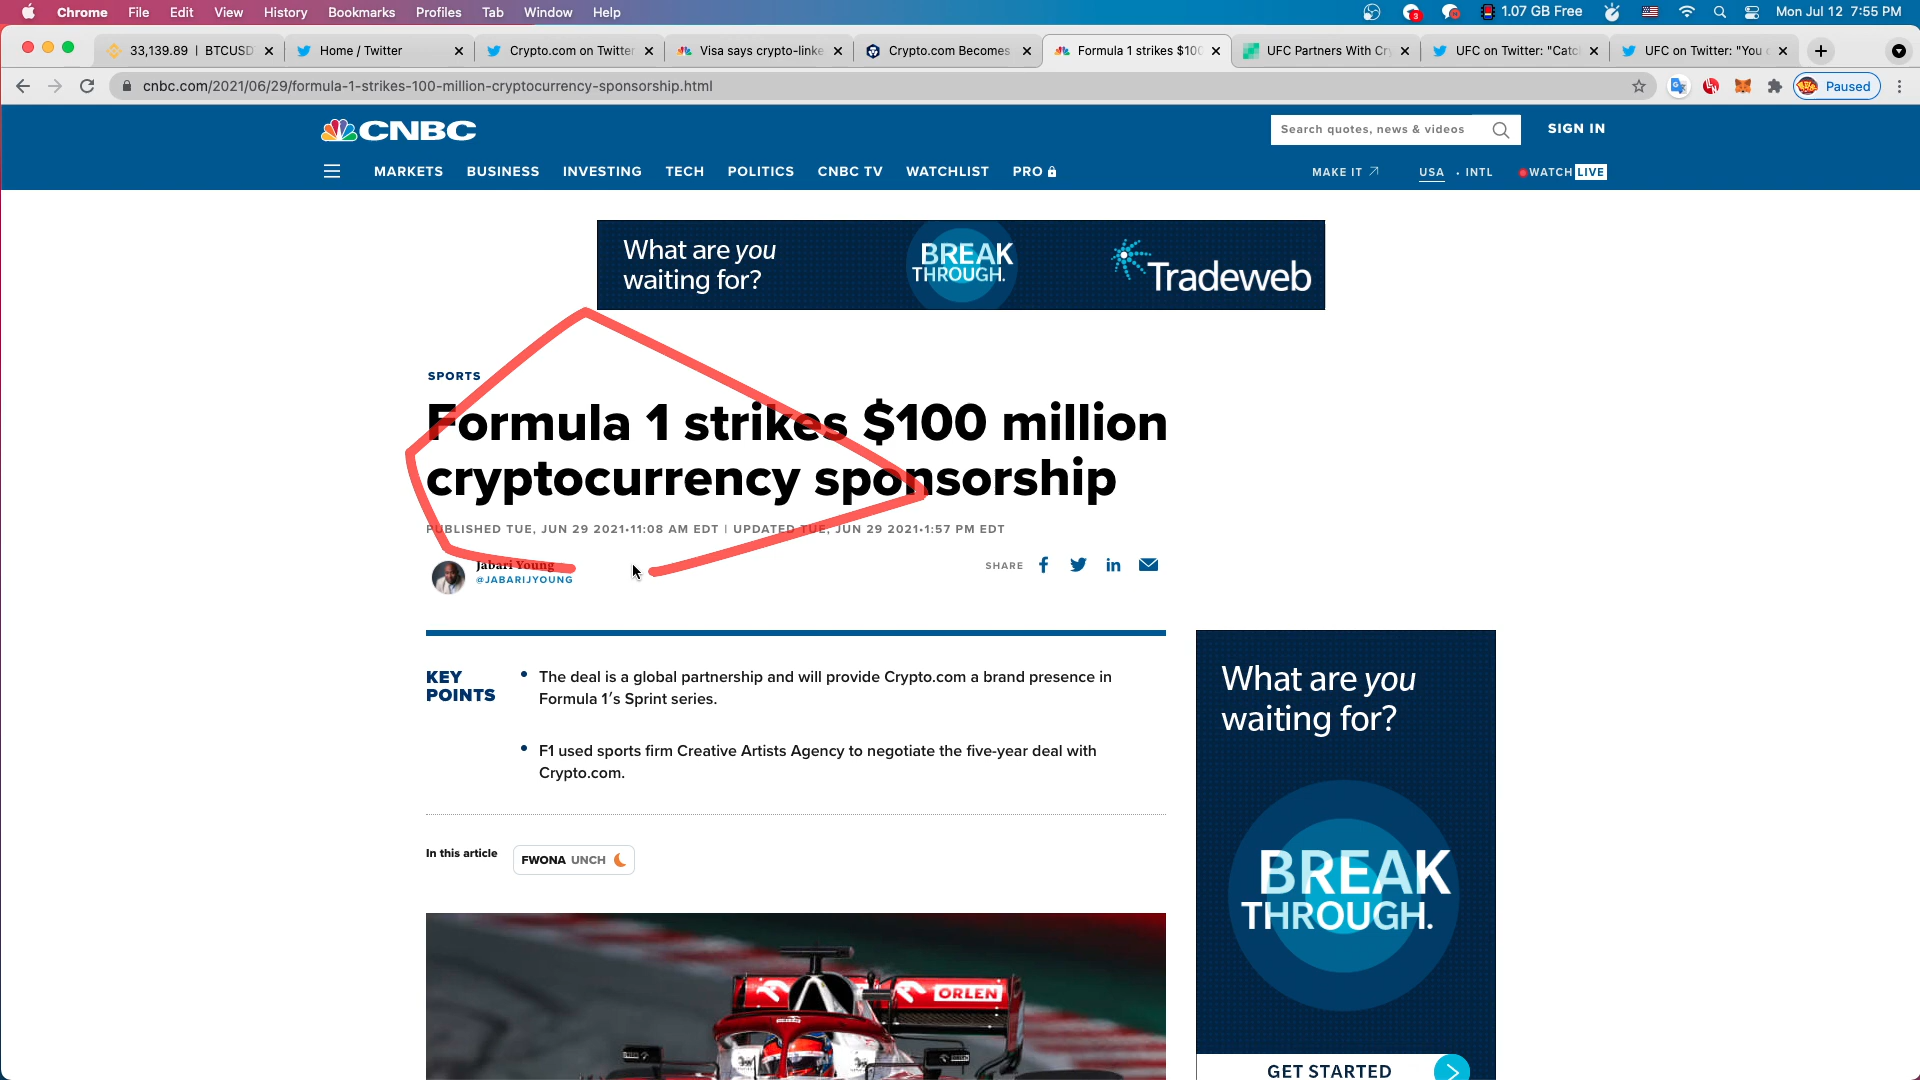 Chrome File Edit View History Bookmarks Profiles Tab Window Help 3 1.07 GB Free Mon Jul 12 7:55 PM
33,139.89 | BTCUSD Home / Twitter Crypto.com on Twitter Visa says crypto-linke Crypto.com Becomes Formula 1 strikes $100 UFC Partners With Cry UFC on Twitter: "Catc UFC on Twitter: "You
cnbc.com/2021/06/29/formula-1-strikes-100-million-cryptocurrency-sponsorship.html Paused
CNBC Search quotes, news & videos SIGN IN
MARKETS BUSINESS INVESTING TECH POLITICS CNBC TV WATCHLIST PRO MAKE IT USA • INTL WATCH LIVE
What are you
waiting for?
BREAK
THROUGH.
Tradeweb
SPORTS
Formula 1 strikes $100 million
cryptocurrency sponsorship
PUBLISHED TUE, JUN 29 2021•11:08 AM EDT | UPDATED TUE, JUN 29 2021•1:57 PM EDT
Jabari Young
@JABARIJYOUNG
SHARE
KEY
POINTS
• The deal is a global partnership and will provide Crypto.com a brand presence in
Formula 1′s Sprint series.
• F1 used sports firm Creative Artists Agency to negotiate the five-year deal with
Crypto.com.
In this article FWONA UNCH
ORLEN
What are you
waiting for?
BREAK
THROUGH.
GET STARTED